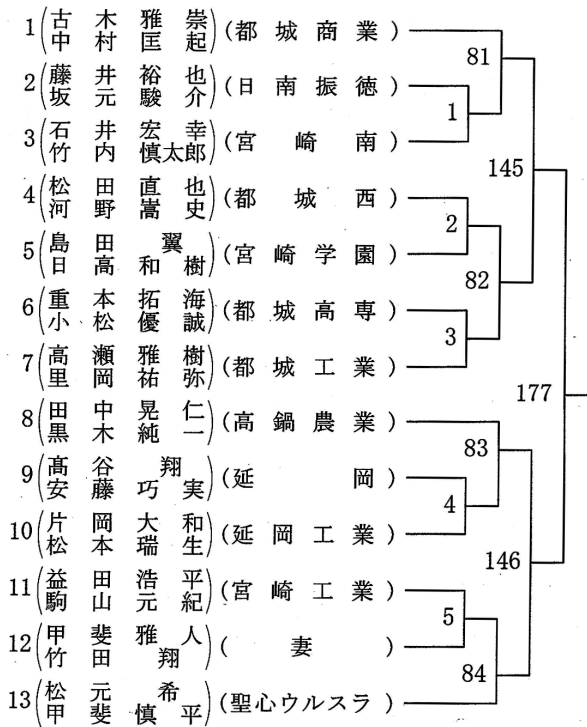 1 (古木雅崇 中村匡起) (都城商業)
2 (藤井裕也 坂元駿介) (日南振徳)
3 (石井宏幸 竹内慎太郎) (宮崎南)
4 (松田直也 河野嵩史) (都城西)
5 (島田翼 日高和樹) (宮崎学園)
6 (重本拓海 小松優誠) (都城高専)
7 (高瀬雅樹 里岡祐弥) (都城工業)
8 (田中晃仁 黒木純一) (高鍋農業)
9 (髙谷翔 安藤巧実) (延岡)
10 (片岡大和 松本瑞生) (延岡工業)
11 (益田浩平 駒山元紀) (宮崎工業)
12 (甲斐雅人 竹田翔) (妻)
13 (松元希 甲斐慎平) (聖心ウルスラ)
81
1
145
2
82
3
177
83
4
146
5
84